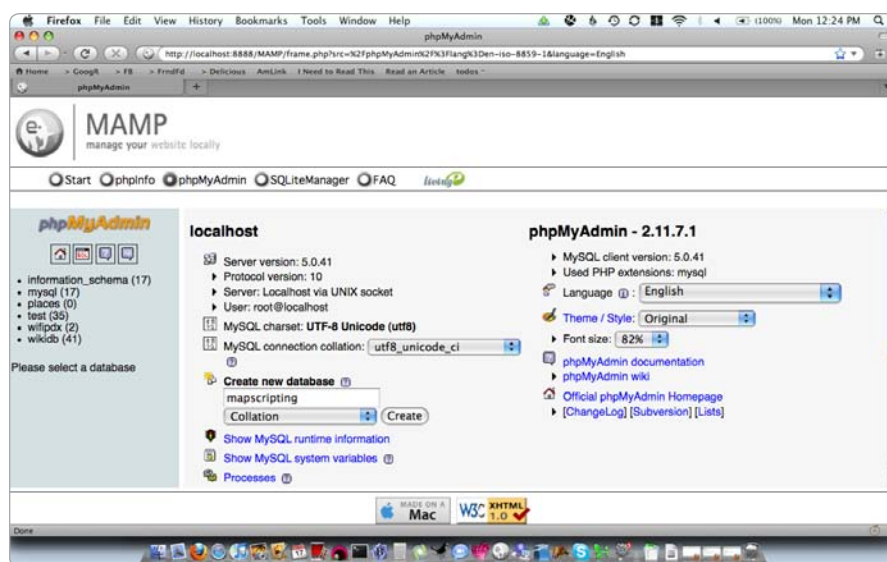 Firefox File Edit View History Bookmarks Tools Window Help (100%) Mon 12:24 PM
phpMyAdmin
http://localhost:8888/MAMP/frame.php?src=%2FphpMyAdmin%2F%3Flang%3Den-iso-8859-1&language=English
Home > GoogR > FB > FrndFd > Delicious AmLink I Need to Read This Read an Article todos
phpMyAdmin
MAMP
manage your website locally
Start phpInfo phpMyAdmin SQLiteManager FAQ
phpMyAdmin
information_schema (17)
mysql (17)
places (0)
test (35)
wifipdx (2)
wikidb (41)
Please select a database
localhost
Server version: 5.0.41
Protocol version: 10
Server: Localhost via UNIX socket
User: root@localhost
MySQL charset: UTF-8 Unicode (utf8)
MySQL connection collation: utf8_unicode_ci
Create new database
mapscripting
Collation Create
Show MySQL runtime information
Show MySQL system variables
Processes
phpMyAdmin - 2.11.7.1
MySQL client version: 5.0.41
Used PHP extensions: mysql
Language : English
Theme / Style: Original
Font size: 82%
phpMyAdmin documentation
phpMyAdmin wiki
Official phpMyAdmin Homepage
[ChangeLog] [Subversion] [Lists]
MADE ON A
Mac
W3C XHTML
1.0
Done